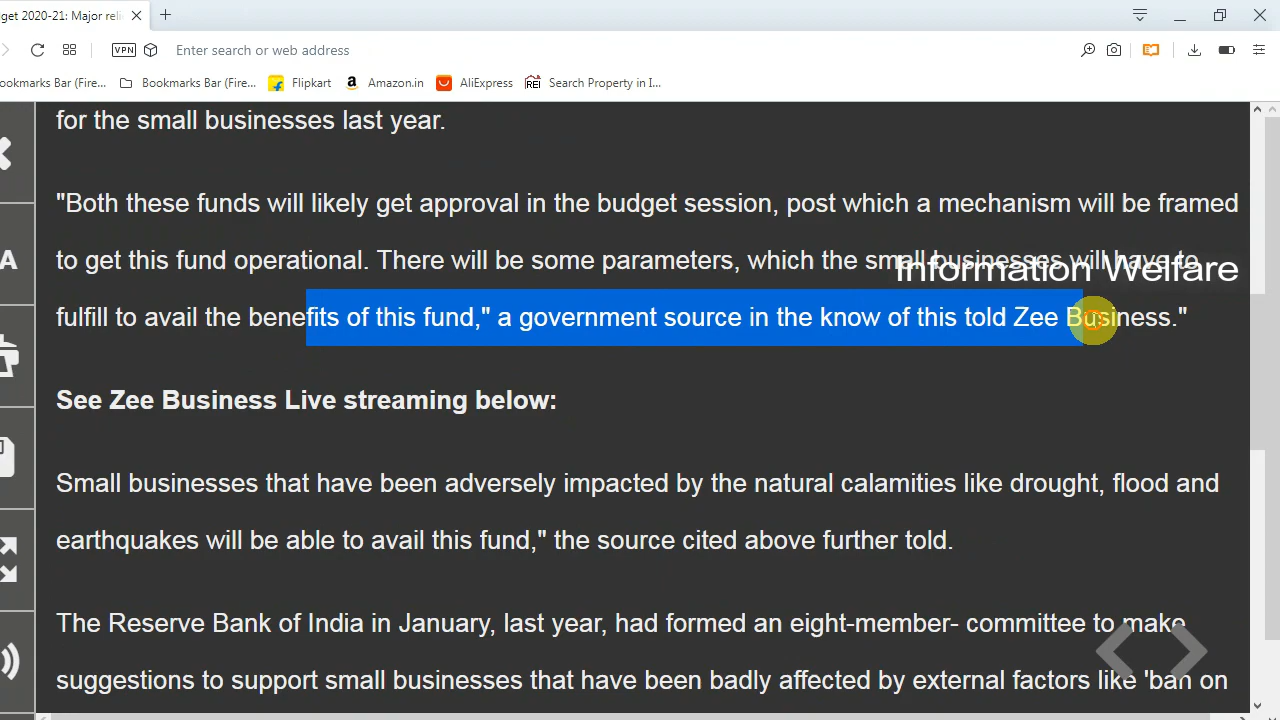 get 2020-21: Major reli
VPN
Enter search or web address
ookmarks Bar (Fire...
Bookmarks Bar (Fire...
Flipkart
a Amazon.in
AliExpress
REI Search Property in I...
for the small businesses last year.
"Both these funds will likely get approval in the budget session, post which a mechanism will be framed
to get this fund operational. There will be some parameters, which the small businesses will have to
Information Welfare
fulfill to avail the benefits of this fund," a government source in the know of this told Zee Business."
See Zee Business Live streaming below:
Small businesses that have been adversely impacted by the natural calamities like drought, flood and
earthquakes will be able to avail this fund," the source cited above further told.
The Reserve Bank of India in January, last year, had formed an eight-member- committee to make
suggestions to support small businesses that have been badly affected by external factors like 'ban on
A